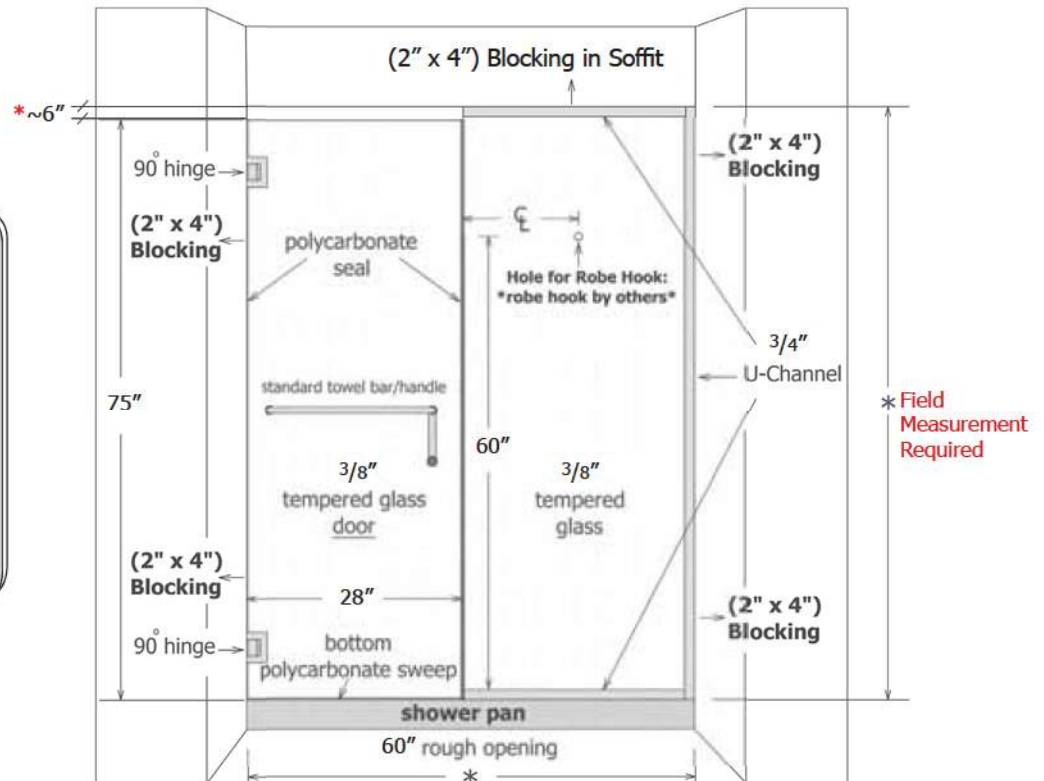 (2" x 4") Blocking in Soffit
*~6"
90° hinge
(2" x 4")
Blocking
polycarbonate
seal
℄
Hole for Robe Hook:
*robe hook by others*
(2" x 4")
Blocking
3/4"
U-Channel
75"
standard towel bar/handle
60"
* Field
Measurement
Required
3/8"
tempered glass
door
3/8"
tempered
glass
(2" x 4")
Blocking
28"
(2" x 4")
Blocking
90° hinge
bottom
polycarbonate sweep
shower pan
60" rough opening
*